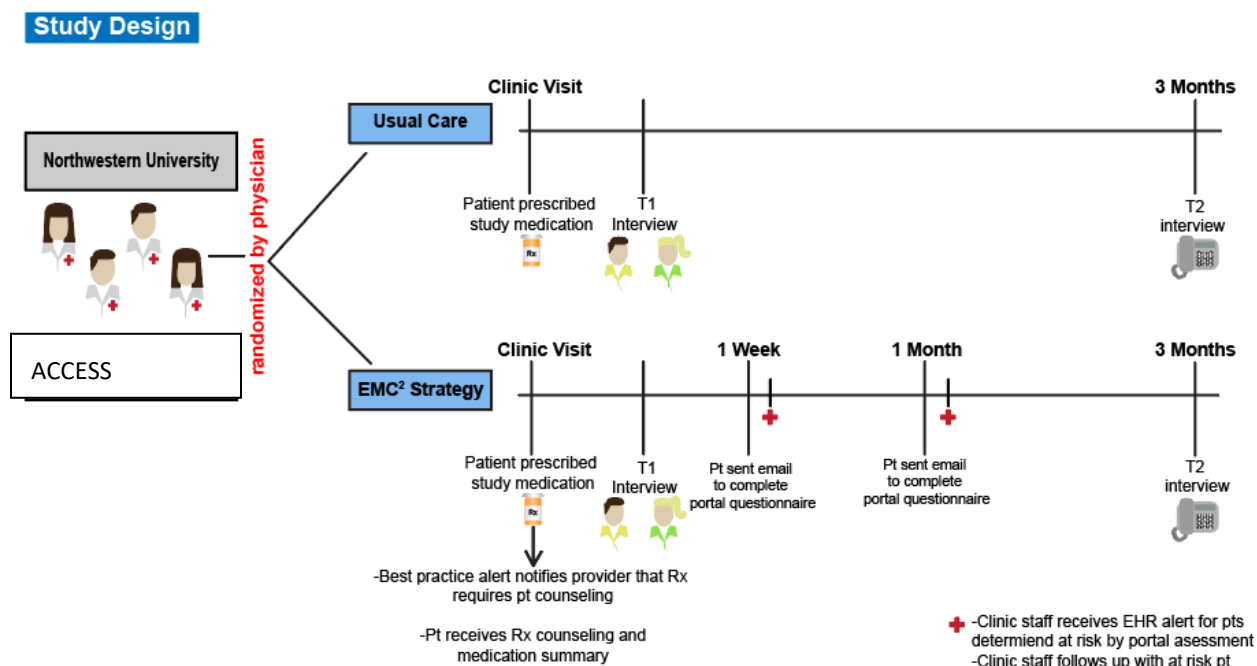 Study Design
Northwestern University
ACCESS
randomized by physician
Usual Care
Clinic Visit
3 Months
Patient prescribed
study medication
Rx
T1
Interview
T2
interview
EMC² Strategy
Clinic Visit
1 Week
1 Month
3 Months
Patient prescribed
study medication
Rx
T1
Interview
Pt sent email
to complete
portal questionnaire
Pt sent email
to complete
portal questionnaire
T2
interview
-Best practice alert notifies provider that Rx
requires pt counseling
-Pt receives Rx counseling and
medication summary
-Clinic staff receives EHR alert for pts
determiend at risk by portal asessment
-Clinic staff follows up with at risk pt